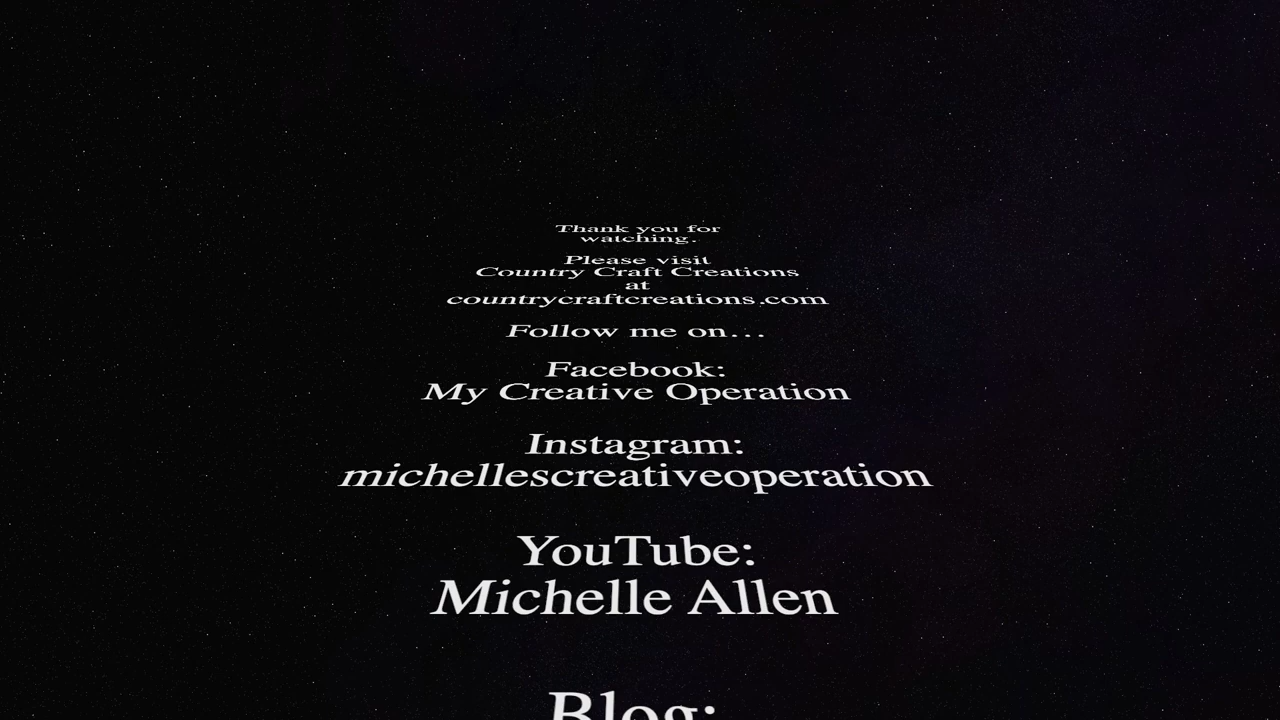 Thank you for
watching.
Please visit
Country Craft Creations
at
countrycraftcreations.com
Follow me on...
Facebook:
My Creative Operation
Instagram:
michellescreativeoperation
YouTube:
Michelle Allen
Blog: